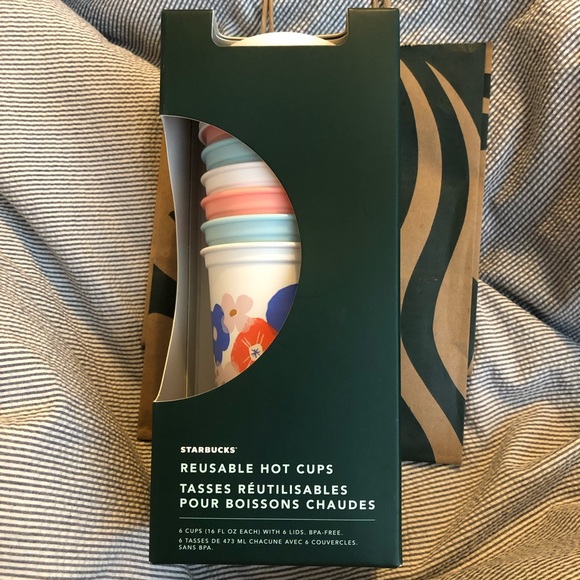 STARBUCKS®
REUSABLE HOT CUPS
TASSES RÉUTILISABLES
POUR BOISSONS CHAUDES
6 CUPS (16 FL OZ EACH) WITH 6 LIDS. BPA-FREE.
6 TASSES DE 473 ML CHACUNE AVEC 6 COUVERCLES.
SANS BPA.